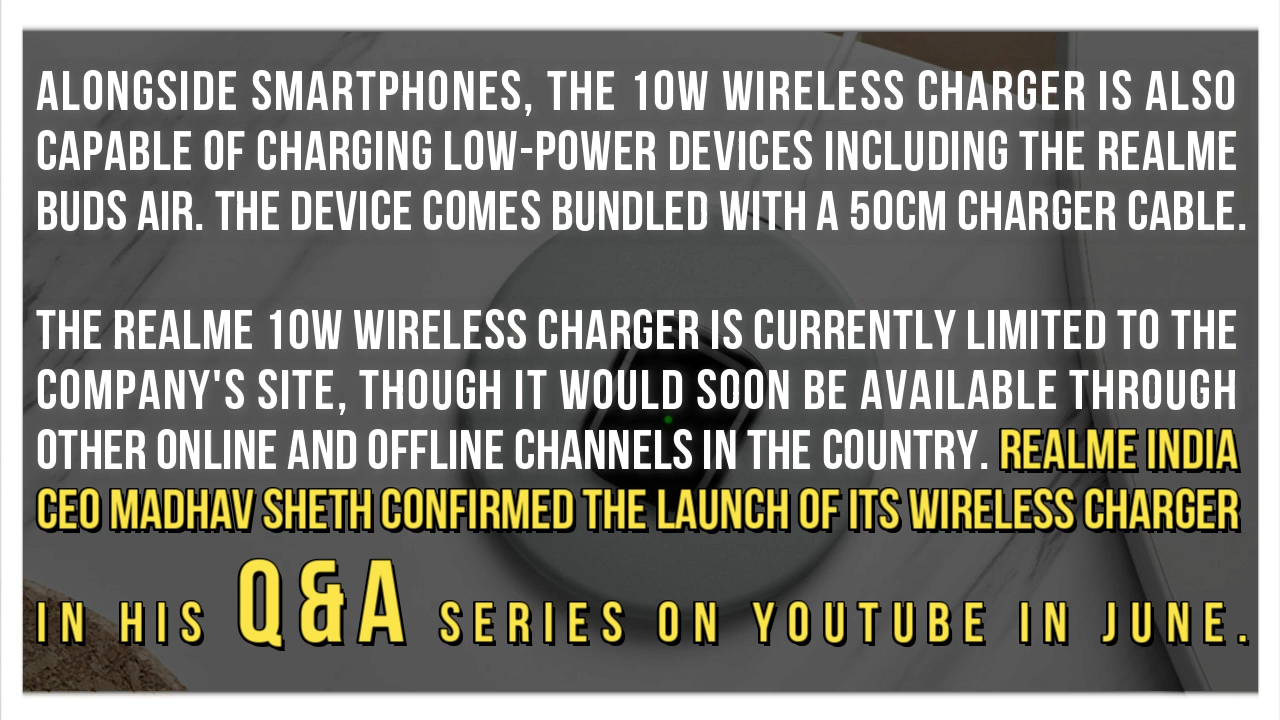 ALONGSIDE SMARTPHONES, THE 10W WIRELESS CHARGER IS ALSO
CAPABLE OF CHARGING LOW-POWER DEVICES INCLUDING THE REALME
BUDS AIR. THE DEVICE COMES BUNDLED WITH A 50CM CHARGER CABLE.
THE REALME 10W WIRELESS CHARGER IS CURRENTLY LIMITED TO THE
COMPANY'S SITE, THOUGH IT WOULD SOON BE AVAILABLE THROUGH
OTHER ONLINE AND OFFLINE CHANNELS IN THE COUNTRY. REALME INDIA
CEO MADHAV SHETH CONFIRMED THE LAUNCH OF ITS WIRELESS CHARGER
IN HIS Q&A SERIES ON YOUTUBE IN JUNE.